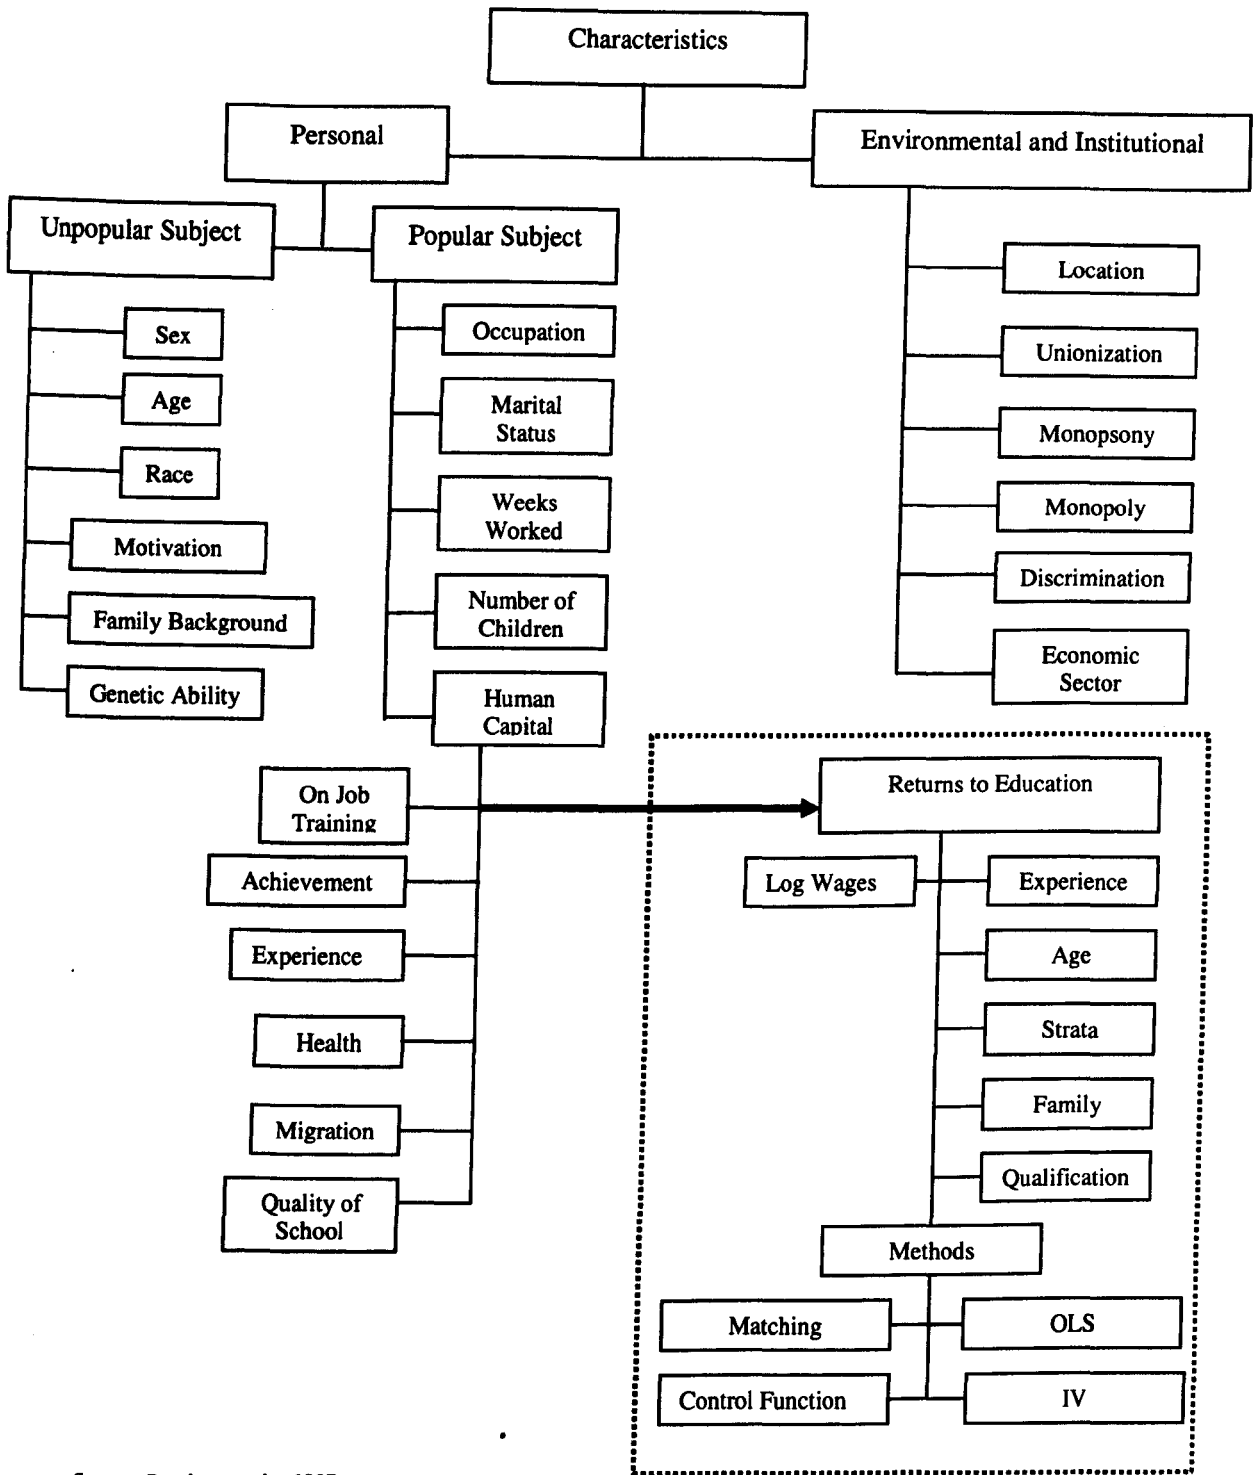 Characteristics
Personal
Environmental and Institutional
Unpopular Subject
Popular Subject
Sex
Age
Race
Motivation
Family Background
Genetic Ability
Occupation
Marital
Status
Weeks
Worked
Number of
Children
Human
Capital
Location
Unionization
Monopsony
Monopoly
Discrimination
Economic
Sector
On Job
Training
Achievement
Experience
Health
Migration
Quality of
School
Returns to Education
Log Wages
Experience
Age
Strata
Family
Qualification
Methods
Matching
OLS
Control Function
IV